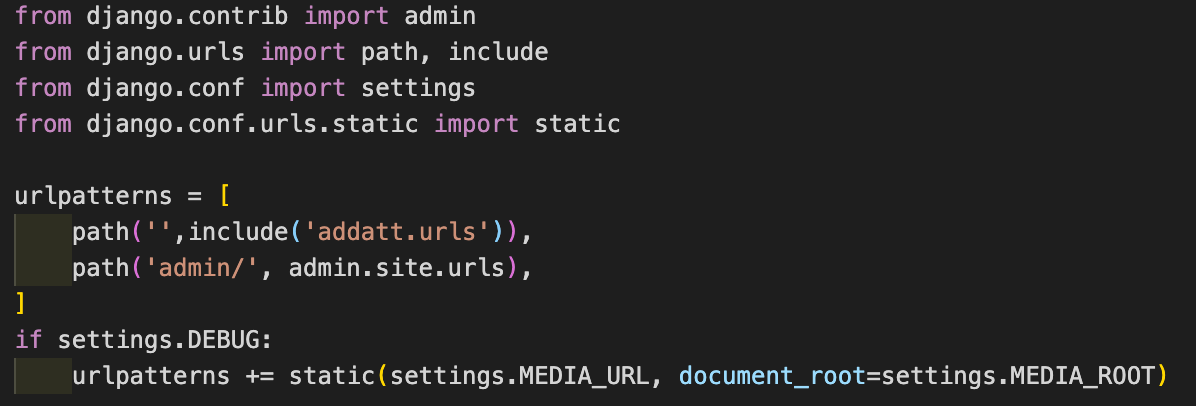 from django.contrib import admin
from django.urls import path, include
from django.conf import settings
from django.conf.urls.static import static

urlpatterns = [
    path('',include('addatt.urls')),
    path('admin/', admin.site.urls),
]
if settings.DEBUG:
    urlpatterns += static(settings.MEDIA_URL, document_root=settings.MEDIA_ROOT)